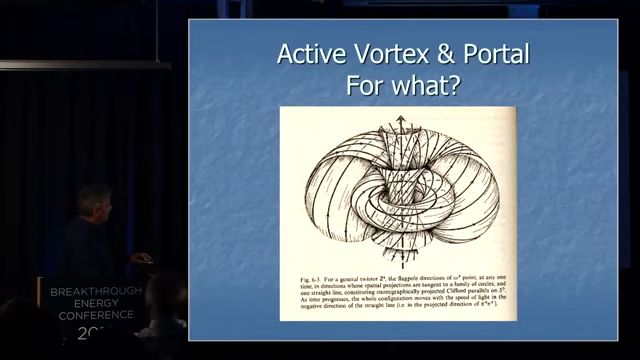 Active Vortex & Portal
For what?
Fig. 6-3. For a general twistor Zᵅ, the flagpole directions of at point, at any one
time, in directions whose spatial projections are tangent to a family of circles, and
one straight line, constituting stereographically projected Clifford parallels on S³.
As time progresses, the whole configuration moves with the speed of light in the
negative direction of the straight line (i.e. in the projected direction of
BREAKTHROUGH
ENERGY
CONFERENCE